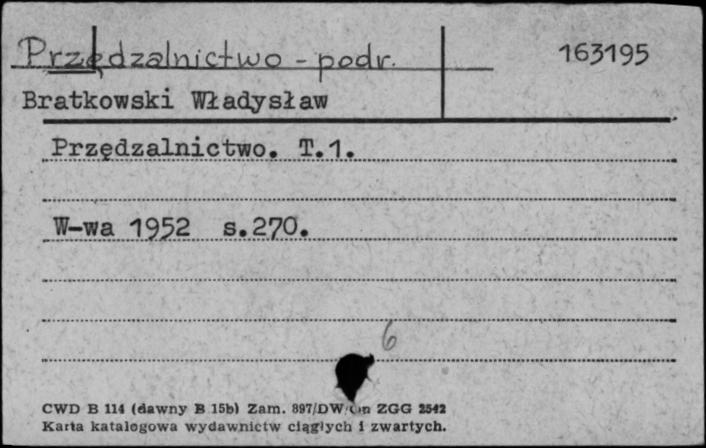 Przędzalnictwo - podr. 163195
Bratkowski Władysław
Przędzalnictwo. T.1.
W-wa 1952 s.270.
6
CWD B 114 (dawny B 15b) Zam. 897/DW/Gn ZGG 2542
Karta katalogowa wydawnictw ciągłych i zwartych.